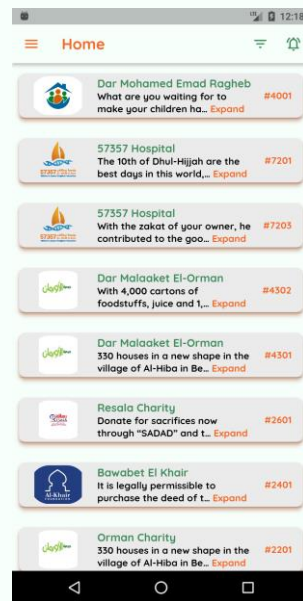 12:18
Home
Dar Mohamed Emad Ragheb
What are you waiting for to
make your children ha... Expand
#4001
57357 Hospital
The 10th of Dhul-Hijjah are the
best days in this world,... Expand
#7201
57357 Hospital
With the zakat of your owner, he
contributed to the goo... Expand
#7203
Dar Malaaket El-Orman
With 4,000 cartons of
foodstuffs, juice and 1,... Expand
#4302
Dar Malaaket El-Orman
330 houses in a new shape in the
village of Al-Hiba in Be... Expand
#4301
Resala Charity
Donate for sacrifices now
through “SADAD” and t... Expand
#2601
Al-Khair
Bawabet El Khair
It is legally permissible to
purchase the deed of t... Expand
#2401
Orman Charity
330 houses in a new shape in the
village of Al-Hiba in Be... Expand
#2201